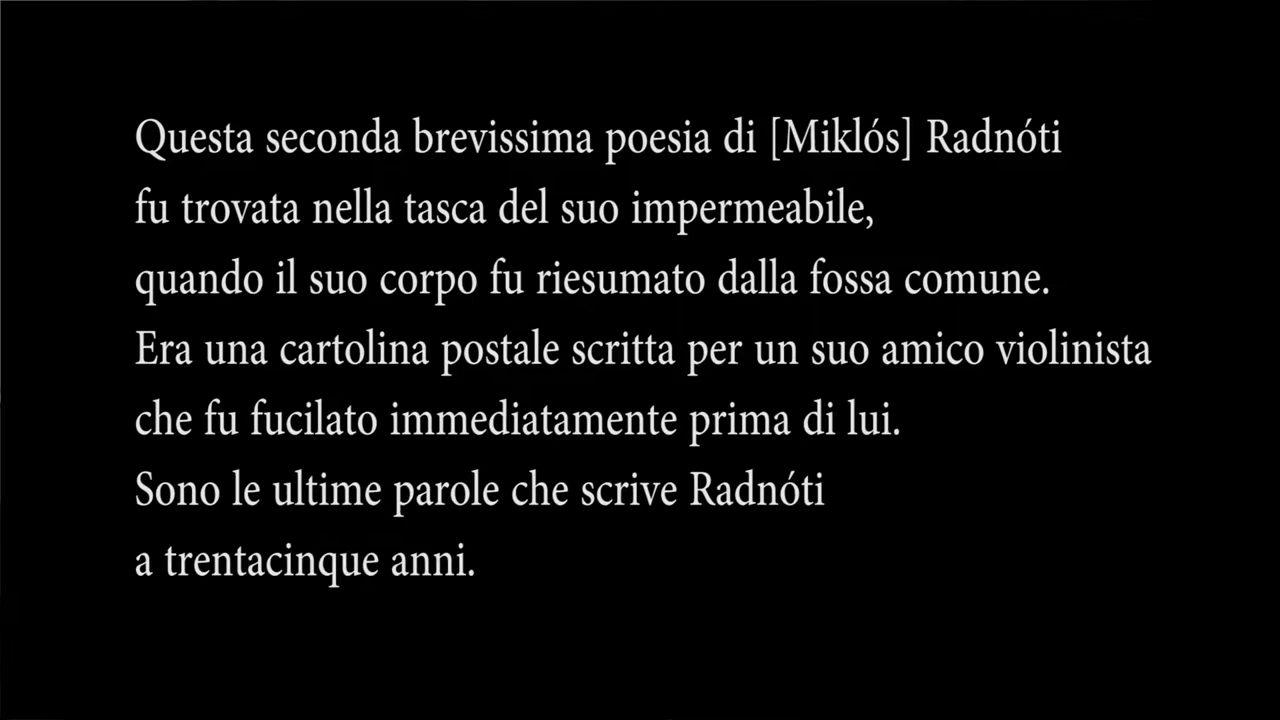 Questa seconda brevissima poesia di [Miklós] Radnóti
fu trovata nella tasca del suo impermeabile,
quando il suo corpo fu riesumato dalla fossa comune.
Era una cartolina postale scritta per un suo amico violinista
che fu fucilato immediatamente prima di lui.
Sono le ultime parole che scrive Radnóti
a trentacinque anni.